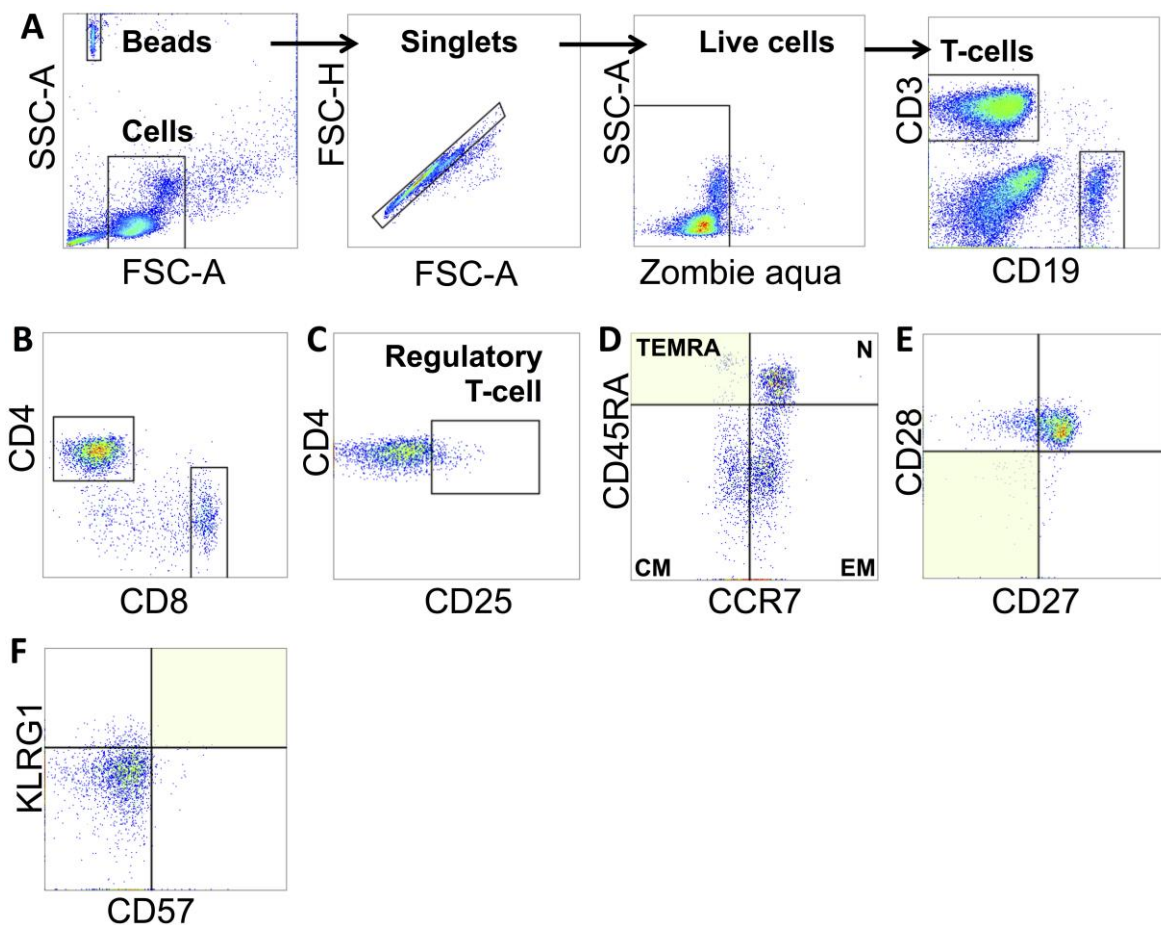 A
SSC-A
Beads
Cells
FSC-A
FSC-H
Singlets
FSC-A
SSC-A
Live cells
Zombie aqua
CD3
T-cells
CD19
B
CD4
CD8
C
CD4
Regulatory
T-cell
CD25
D
CD45RA
TEMRA
N
CM
EM
CCR7
E
CD28
CD27
F
KLRG1
CD57